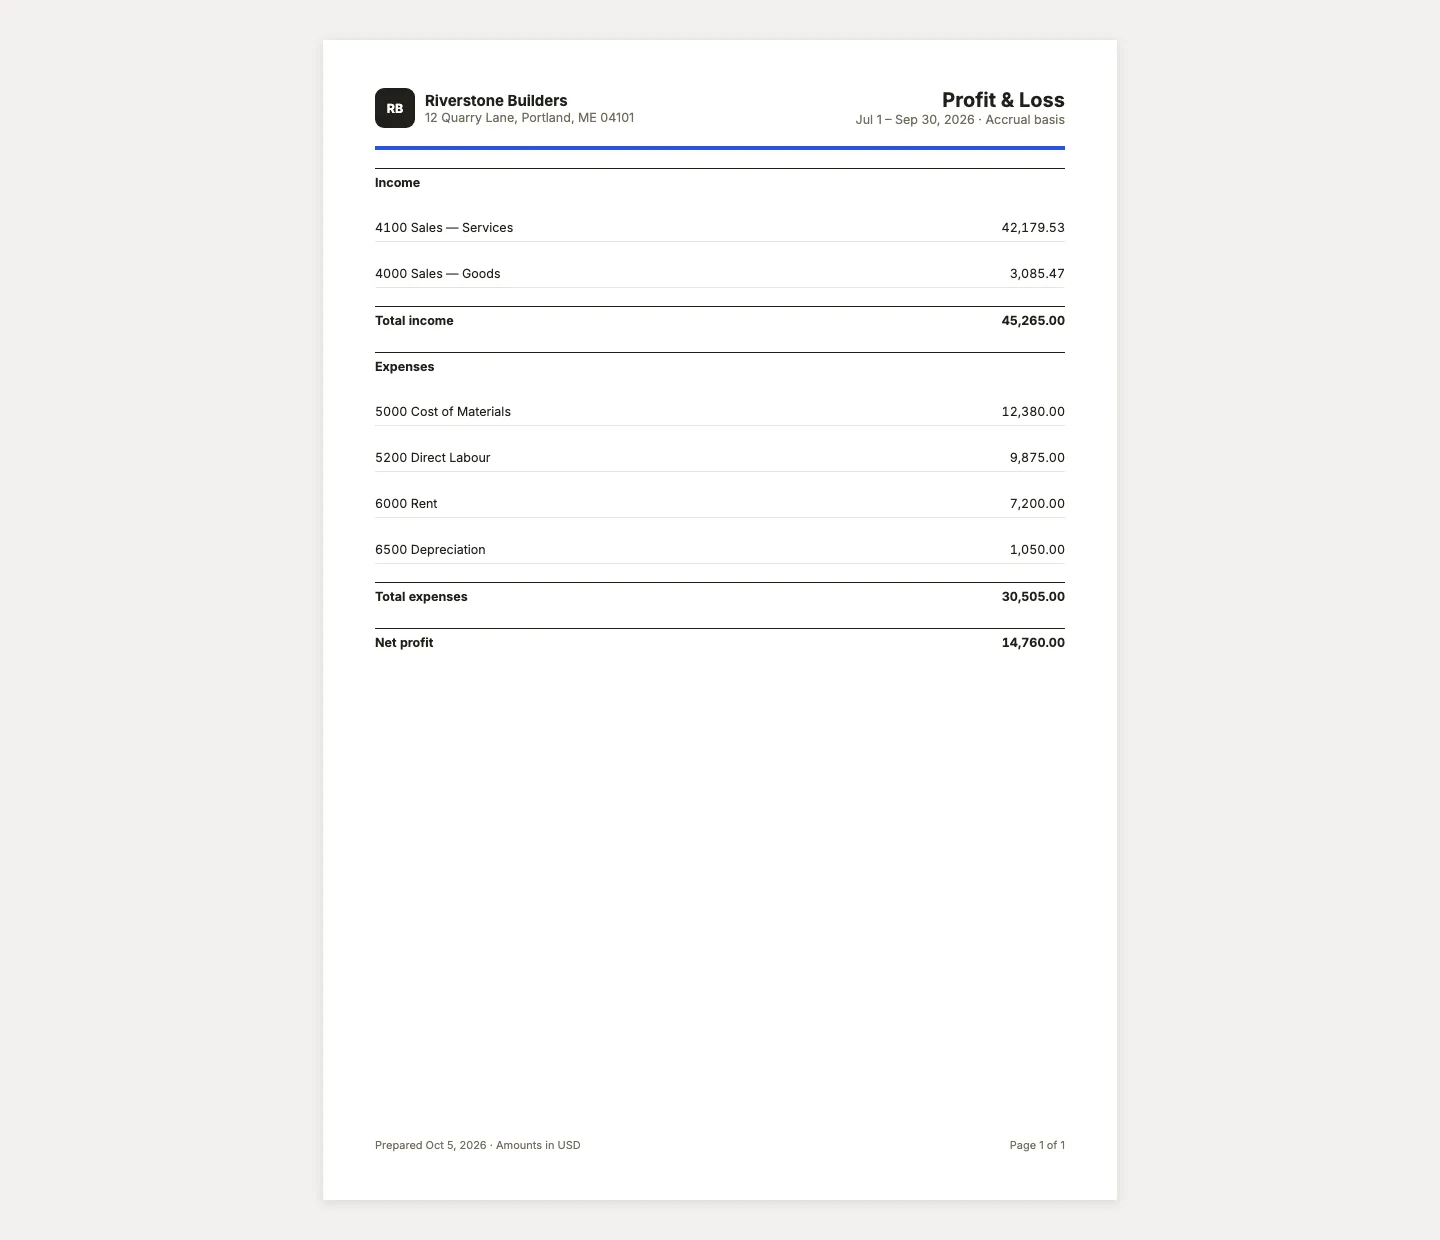 RB
Riverstone Builders
12 Quarry Lane, Portland, ME 04101
Profit & Loss
Jul 1 – Sep 30, 2026 · Accrual basis
Income
4100 Sales — Services 42,179.53
4000 Sales — Goods 3,085.47
Total income 45,265.00
Expenses
5000 Cost of Materials 12,380.00
5200 Direct Labour 9,875.00
6000 Rent 7,200.00
6500 Depreciation 1,050.00
Total expenses 30,505.00
Net profit 14,760.00
Prepared Oct 5, 2026 · Amounts in USD
Page 1 of 1